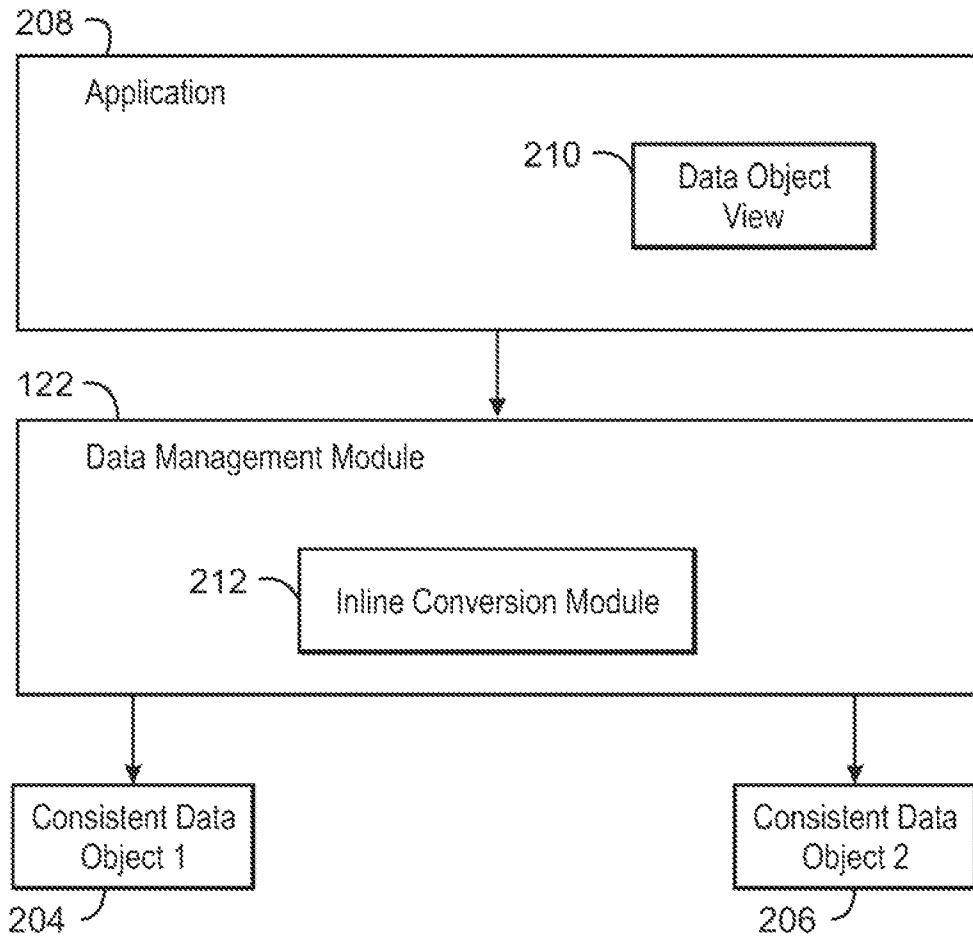 208
Application
210
Data Object
View
122
Data Management Module
212
Inline Conversion Module
Consistent Data
Object 1
Consistent Data
Object 2
204
206